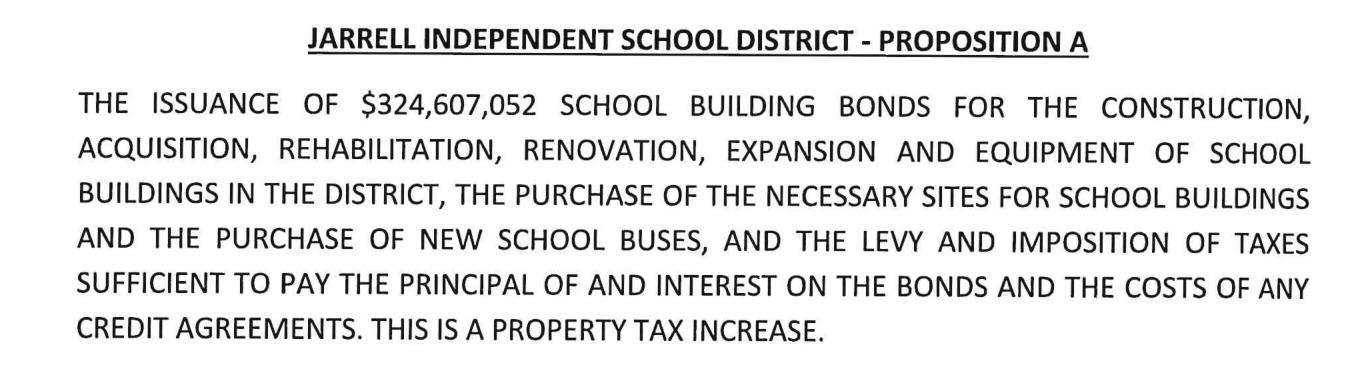 JARRELL INDEPENDENT SCHOOL DISTRICT - PROPOSITION A
THE ISSUANCE OF $324,607,052 SCHOOL BUILDING BONDS FOR THE CONSTRUCTION,
ACQUISITION, REHABILITATION, RENOVATION, EXPANSION AND EQUIPMENT OF SCHOOL
BUILDINGS IN THE DISTRICT, THE PURCHASE OF THE NECESSARY SITES FOR SCHOOL BUILDINGS
AND THE PURCHASE OF NEW SCHOOL BUSES, AND THE LEVY AND IMPOSITION OF TAXES
SUFFICIENT TO PAY THE PRINCIPAL OF AND INTEREST ON THE BONDS AND THE COSTS OF ANY
CREDIT AGREEMENTS. THIS IS A PROPERTY TAX INCREASE.